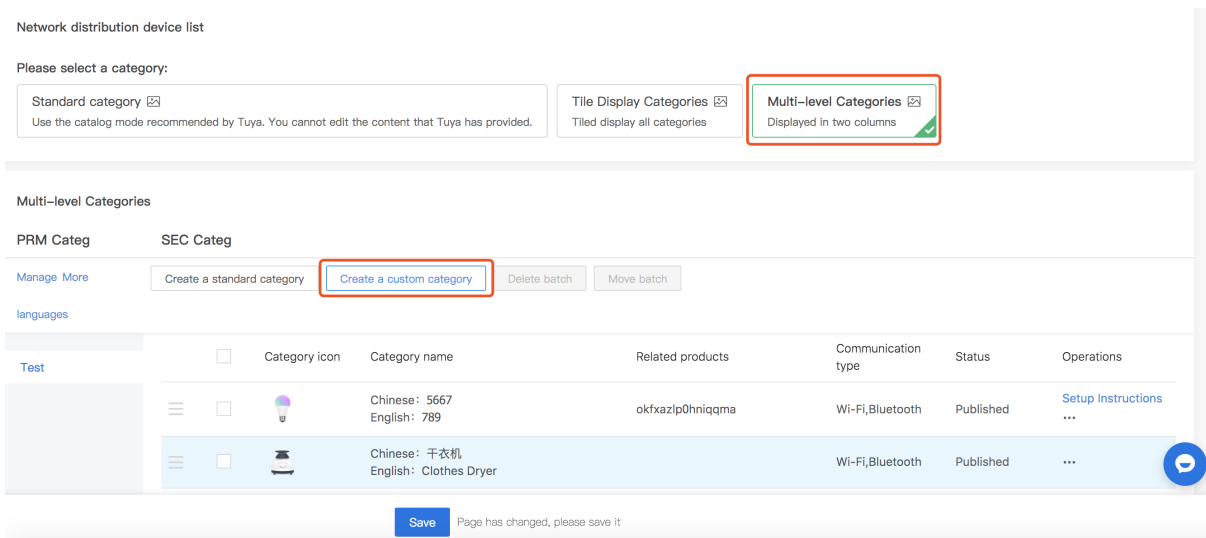 Network distribution device list
Please select a category:
Standard category
Use the catalog mode recommended by Tuya. You cannot edit the content that Tuya has provided.
Tile Display Categories
Tiled display all categories
Multi-level Categories
Displayed in two columns
Multi-level Categories
PRM Categ
SEC Categ
Manage More
languages
Create a standard category
Create a custom category
Delete batch
Move batch
Test
Category icon
Category name
Related products
Communication
type
Status
Operations
Chinese: 5667
English: 789
okfxazlp0hniqqma
Wi-Fi,Bluetooth
Published
Setup Instructions
...
Chinese: 干衣机
English: Clothes Dryer
Wi-Fi,Bluetooth
Published
...
Save
Page has changed, please save it